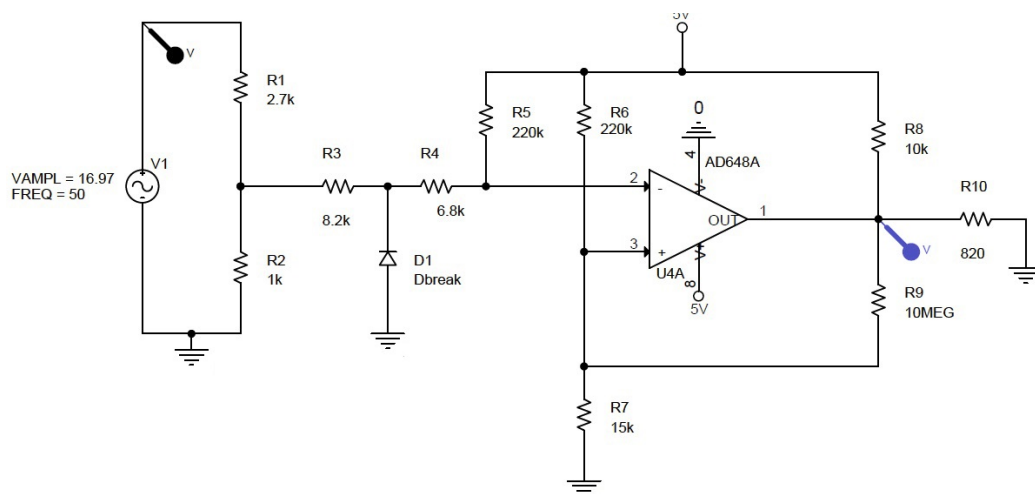 5V
V
R1
2.7k
R5
220k
R6
220k
0
R8
10k
V1
VAMPL = 16.97
FREQ = 50
R3
8.2k
R4
6.8k
4
V-
AD648A
2
-
OUT
1
R10
820
R2
1k
D1
Dbreak
3
+
U4A
V+
8
5V
V
R9
10MEG
R7
15k